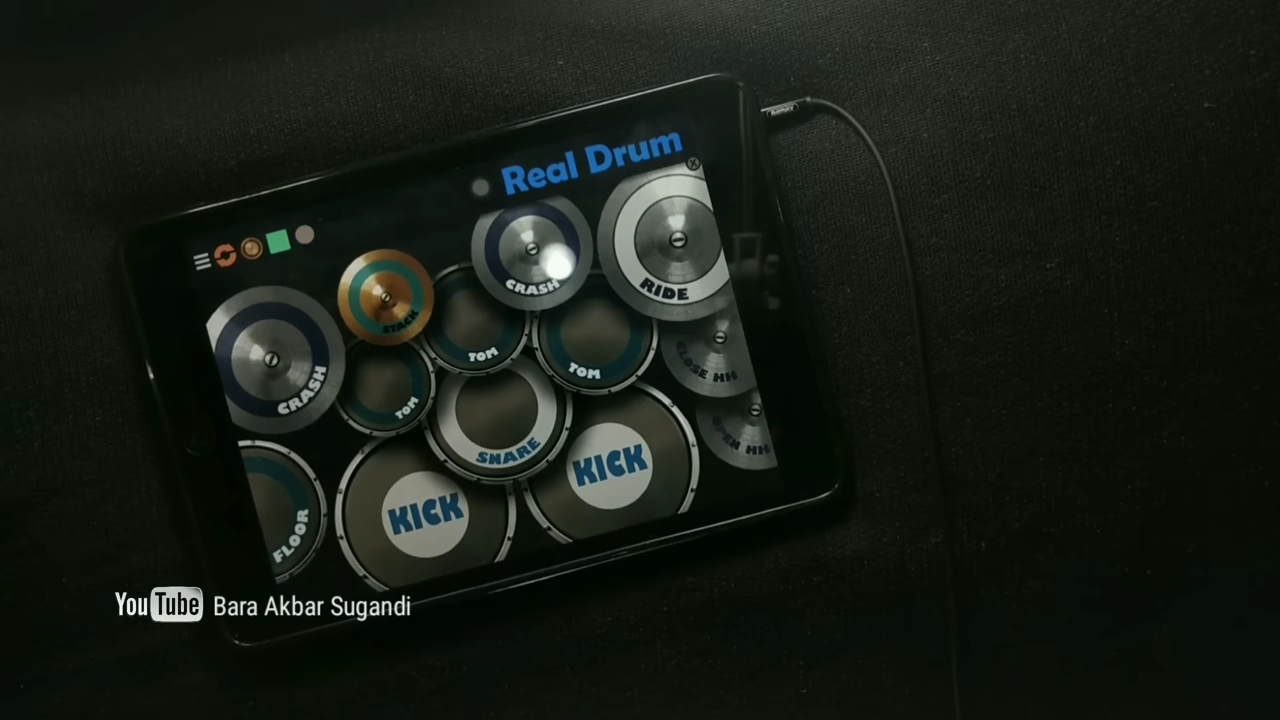 Real Drum
CRASH
RIDE
STACK
TOM
TOM
CLOSE HH
CRASH
TOM
SNARE
OPEN HH
KICK
KICK
FLOOR
YouTube Bara Akbar Sugandi